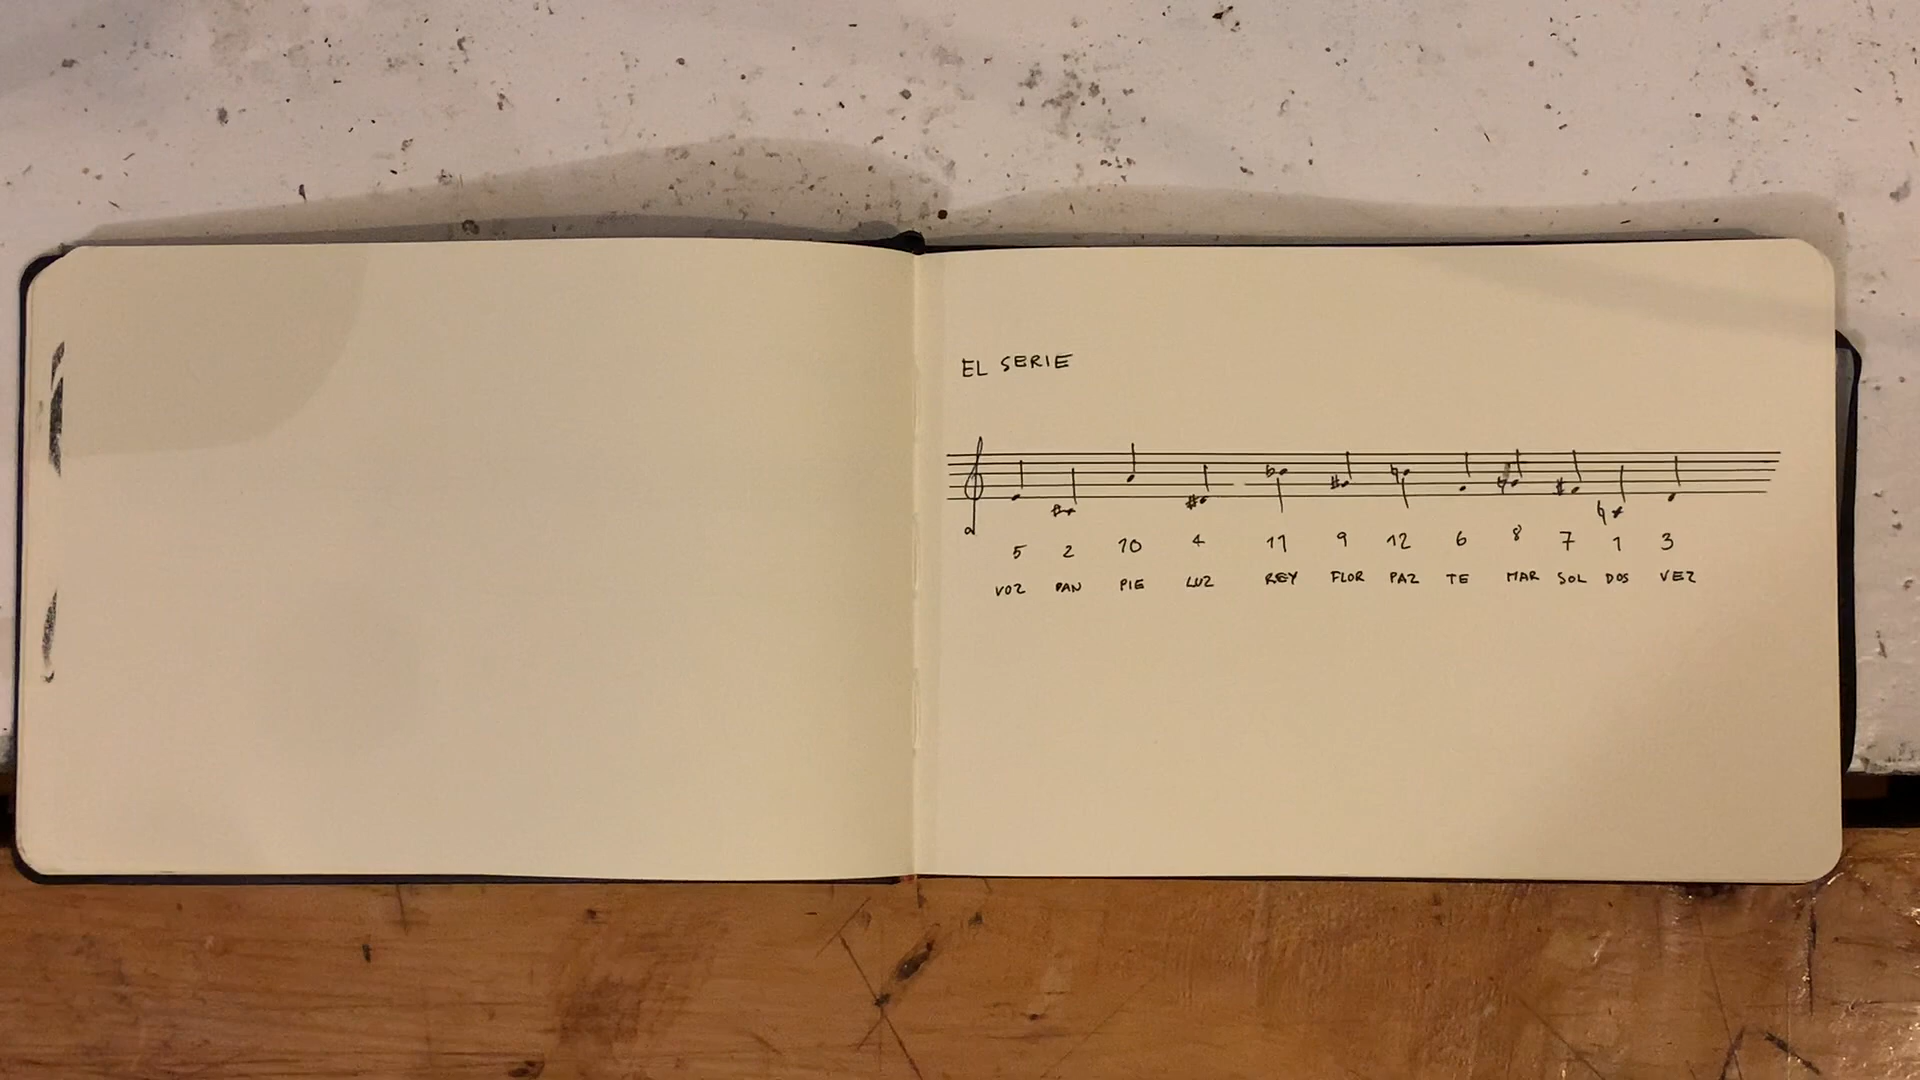 EL SERIE
5 2 10 4 11 9 12 6 8 7 1 3
VOZ PAN PIE LUZ REY FLOR PAZ TE MAR SOL DOS VEZ